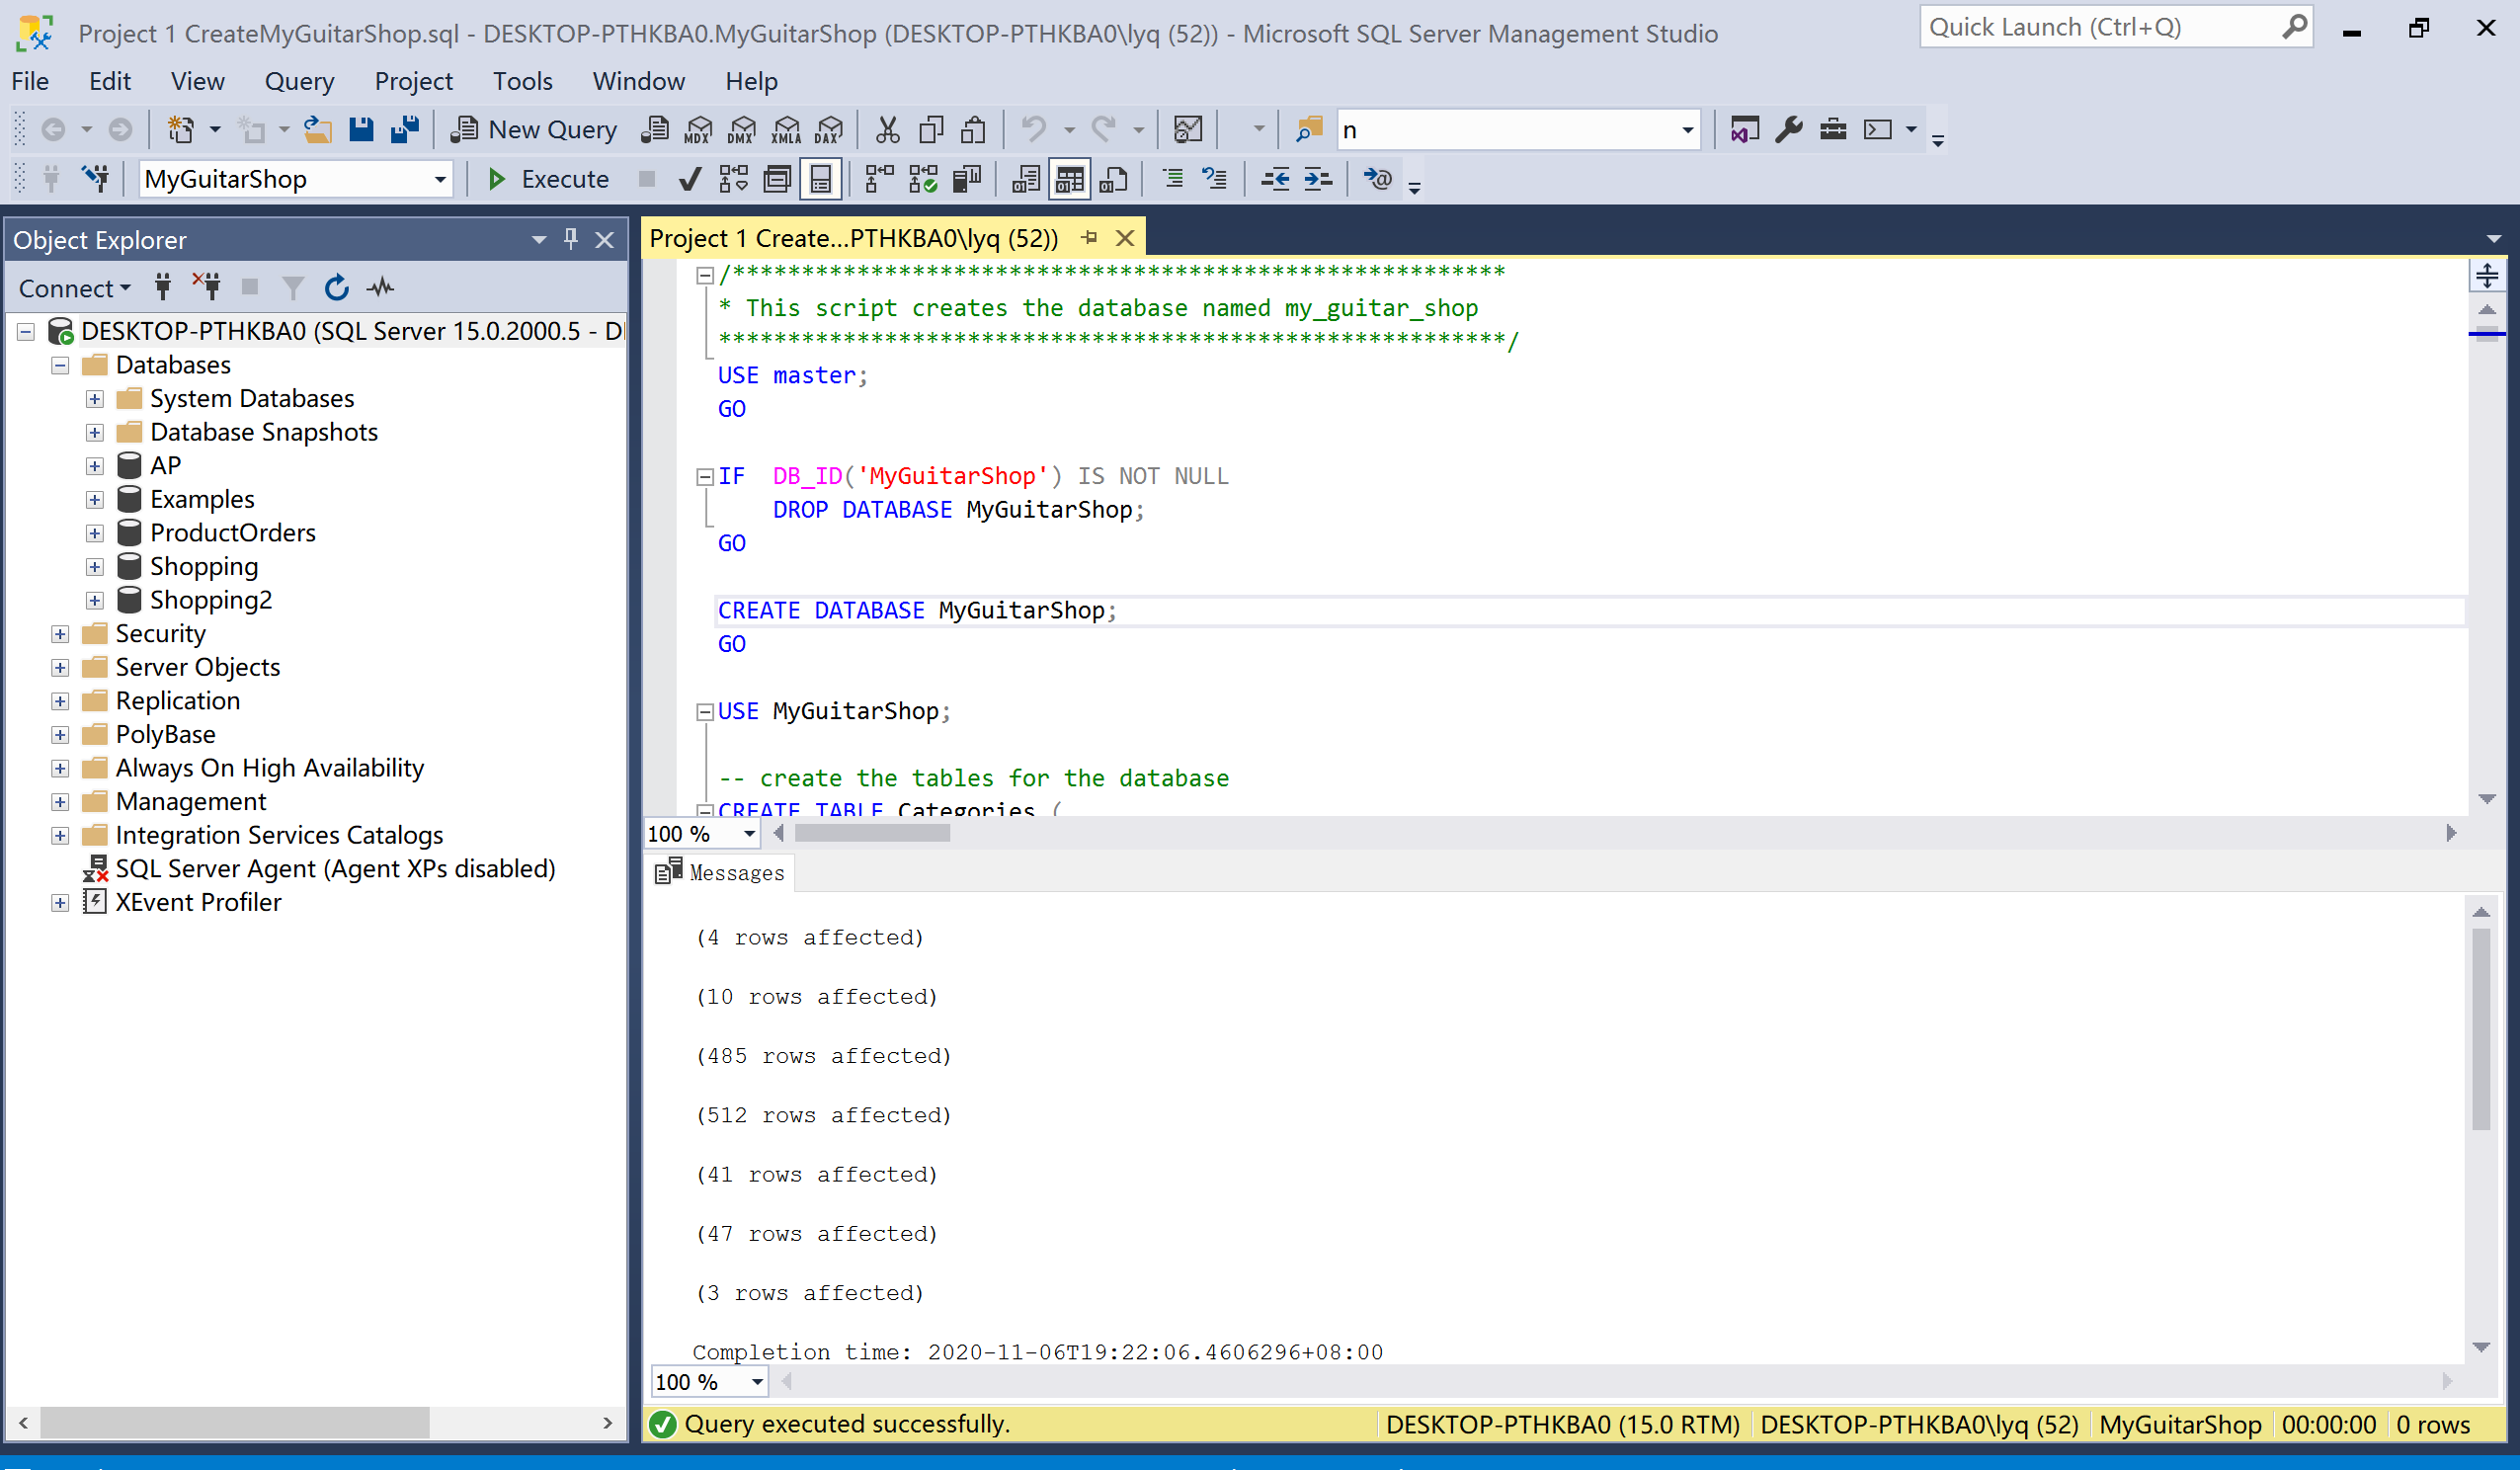 Project 1 CreateMyGuitarShop.sql - DESKTOP-PTHKBA0.MyGuitarShop (DESKTOP-PTHKBA0\lyq (52)) - Microsoft SQL Server Management Studio
Quick Launch (Ctrl+Q)
File Edit View Query Project Tools Window Help
New Query MDX DMX XMLA DAX n
MyGuitarShop Execute
Object Explorer
Connect
DESKTOP-PTHKBA0 (SQL Server 15.0.2000.5 -
Databases
System Databases
Database Snapshots
AP
Examples
ProductOrders
Shopping
Shopping2
Security
Server Objects
Replication
PolyBase
Always On High Availability
Management
Integration Services Catalogs
SQL Server Agent (Agent XPs disabled)
XEvent Profiler
Project 1 Create...PTHKBA0\lyq (52))
/********************************************************
* This script creates the database named my_guitar_shop
*********************************************************/
USE master;
GO
IF DB_ID('MyGuitarShop') IS NOT NULL
DROP DATABASE MyGuitarShop;
GO
CREATE DATABASE MyGuitarShop;
GO
USE MyGuitarShop;
-- create the tables for the database
CREATE TABLE Categories (
100 %
Messages
(4 rows affected)
(10 rows affected)
(485 rows affected)
(512 rows affected)
(41 rows affected)
(47 rows affected)
(3 rows affected)
Completion time: 2020-11-06T19:22:06.4606296+08:00
100 %
Query executed successfully.
DESKTOP-PTHKBA0 (15.0 RTM) DESKTOP-PTHKBA0\lyq (52) MyGuitarShop 00:00:00 0 rows